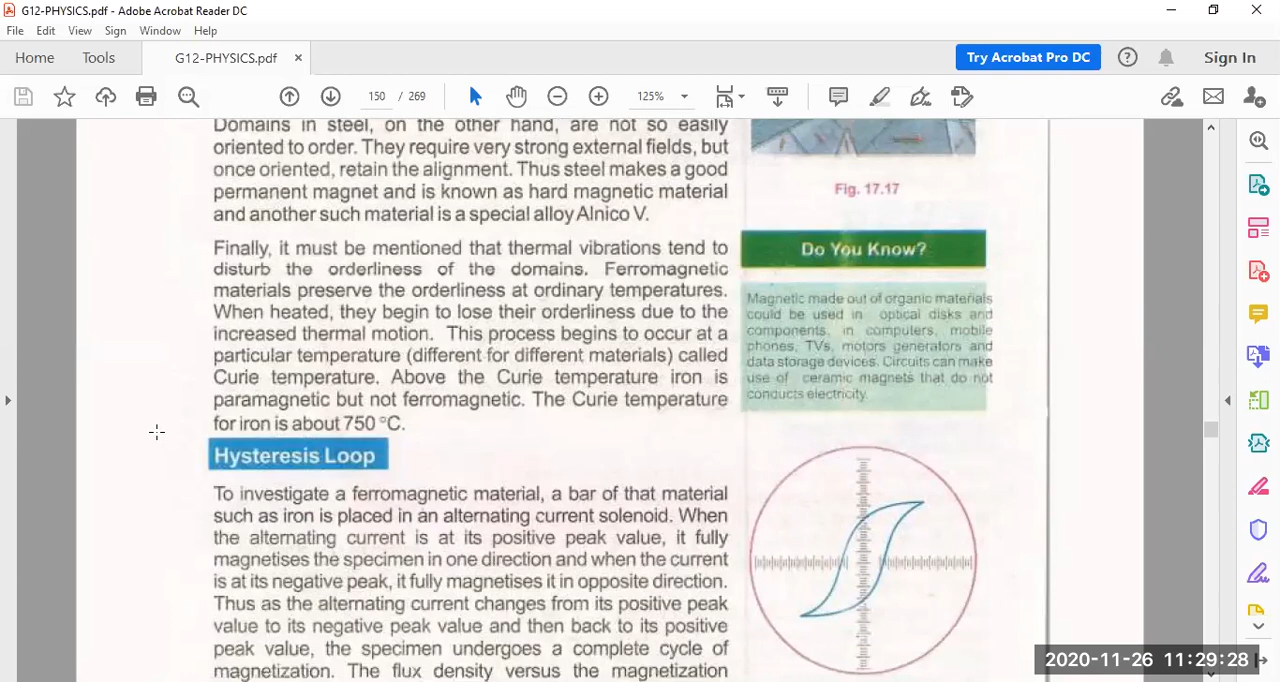 G12-PHYSICS.pdf - Adobe Acrobat Reader DC
File Edit View Sign Window Help
Home Tools G12-PHYSICS.pdf × Try Acrobat Pro DC Sign In
150 / 269 125%
Domains in steel, on the other hand, are not so easily
oriented to order. They require very strong external fields, but
once oriented, retain the alignment. Thus steel makes a good
permanent magnet and is known as hard magnetic material
and another such material is a special alloy Alnico V.
Finally, it must be mentioned that thermal vibrations tend to
disturb the orderliness of the domains. Ferromagnetic
materials preserve the orderliness at ordinary temperatures.
When heated, they begin to lose their orderliness due to the
increased thermal motion. This process begins to occur at a
particular temperature (different for different materials) called
Curie temperature. Above the Curie temperature iron is
paramagnetic but not ferromagnetic. The Curie temperature
for iron is about 750 °C.
Hysteresis Loop
To investigate a ferromagnetic material, a bar of that material
such as iron is placed in an alternating current solenoid. When
the alternating current is at its positive peak value, it fully
magnetises the specimen in one direction and when the current
is at its negative peak, it fully magnetises it in opposite direction.
Thus as the alternating current changes from its positive peak
value to its negative peak value and then back to its positive
peak value, the specimen undergoes a complete cycle of
magnetization. The flux density versus the magnetization
Fig. 17.17
Do You Know?
Magnetic made out of organic materials
could be used in optical disks and
components, in computers, mobile
phones, TVs, motors generators and
data storage devices. Circuits can make
use of ceramic magnets that do not
conducts electricity.
2020-11-26 11:29:28